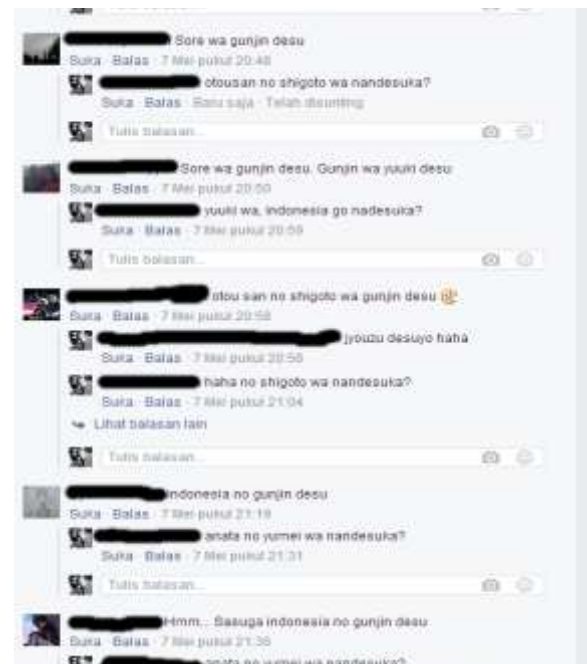 Sore wa gunjin desu
Suka · Balas · 7 Mei pukul 20:48
otousan no shigoto wa nandesuka?
Suka · Balas · Baru saja · Telah disunting
Tulis balasan...
Sore wa gunjin desu. Gunjin wa yuuki desu
Suka · Balas · 7 Mei pukul 20:50
yuuki wa, indonesia go nadesuka?
Suka · Balas · 7 Mei pukul 20:59
Tulis balasan...
otou san no shigoto wa gunjin desu
Suka · Balas · 7 Mei pukul 20:58
jyouzu desuyo haha
Suka · Balas · 7 Mei pukul 20:58
haha no shigoto wa nandesuka?
Suka · Balas · 7 Mei pukul 21:04
Lihat balasan lain
Tulis balasan...
indonesia no gunjin desu
Suka · Balas · 7 Mei pukul 21:19
anata no yumei wa nandesuka?
Suka · Balas · 7 Mei pukul 21:31
Tulis balasan...
Hmm... Sasuga indonesia no gunjin desu
Suka · Balas · 7 Mei pukul 21:36
anata no yumei wa nandesuka?